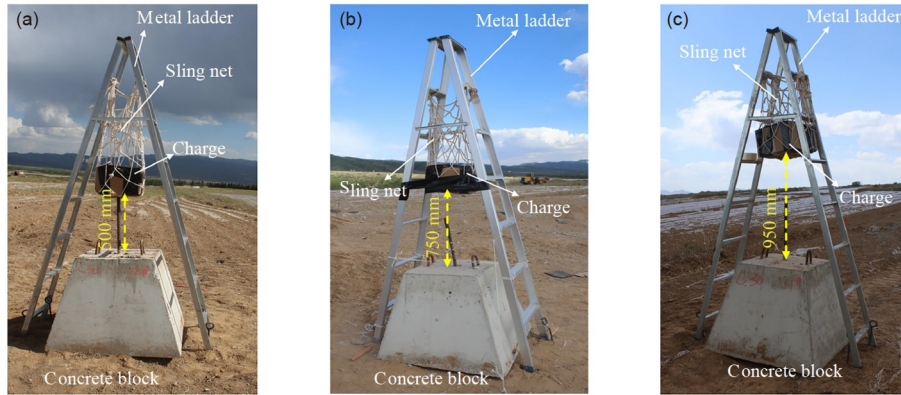 (a)
Metal ladder
Sling net
Charge
500 mm
Concrete block
(b)
Metal ladder
Sling net
Charge
750 mm
Concrete block
(c)
Metal ladder
Sling net
Charge
950 mm
Concrete block